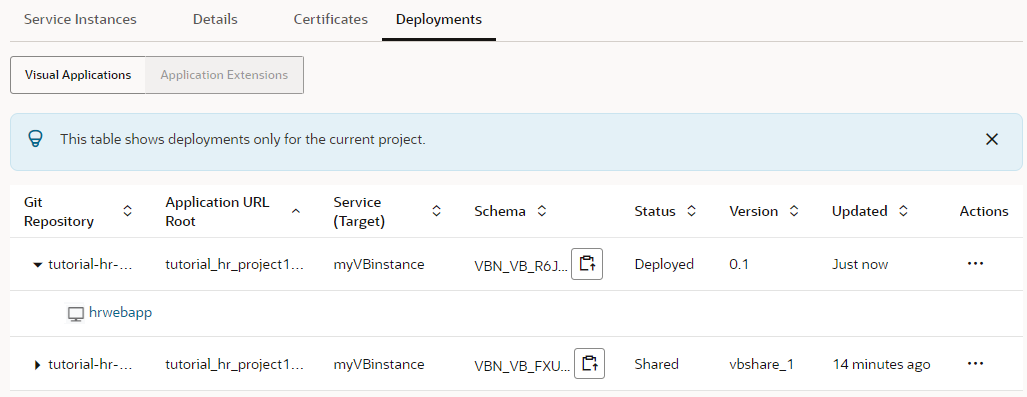 Service Instances Details Certificates Deployments
Visual Applications Application Extensions
This table shows deployments only for the current project.
Git Repository Application URL Root Service (Target) Schema Status Version Updated Actions
tutorial-hr-... tutorial_hr_project1... myVBinstance VBN_VB_R6J... Deployed 0.1 Just now ...
hrwebapp
tutorial-hr-... tutorial_hr_project1... myVBinstance VBN_VB_FXU... Shared vbshare_1 14 minutes ago ...